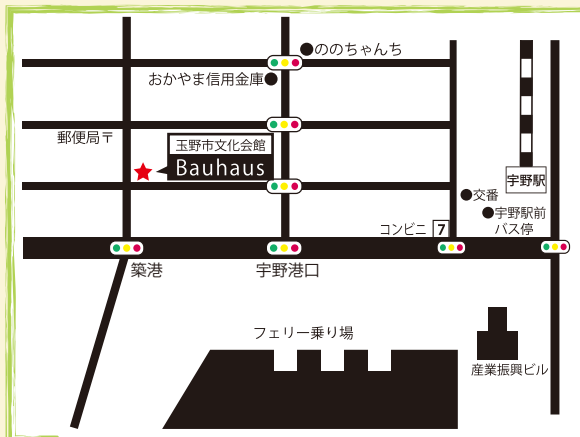 ののちゃんち
おかやま信用金庫
郵便局〒
玉野市文化会館
Bauhaus
宇野駅
交番
宇野駅前
バス停
コンビニ 7
築港
宇野港口
フェリー乗り場
産業振興ビル